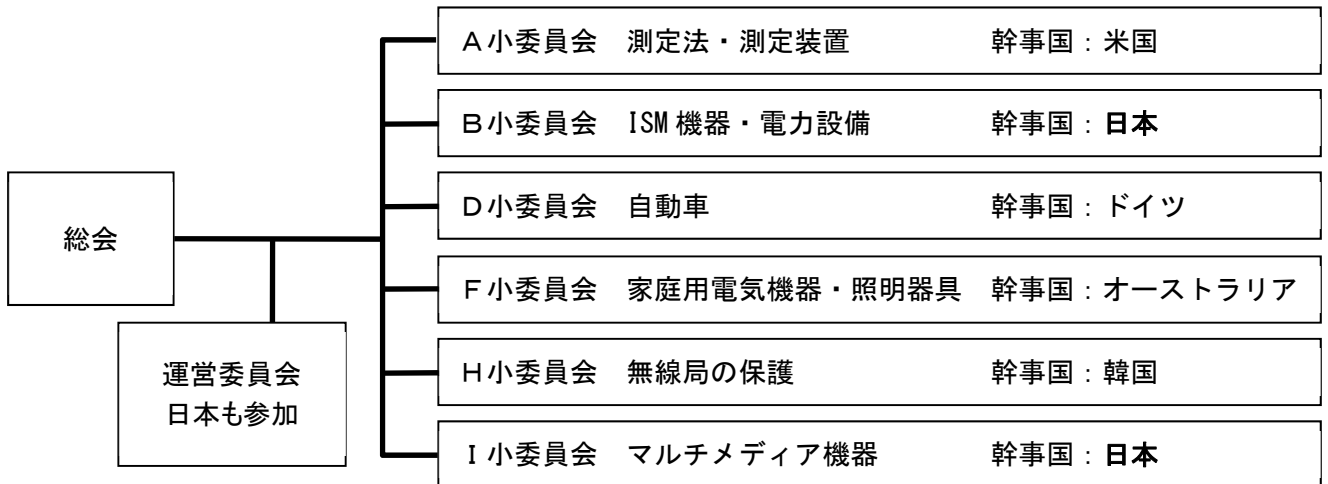 A小委員会 測定法・測定装置 幹事国:米国
B小委員会 ISM機器・電力設備 幹事国:日本
D小委員会 自動車 幹事国:ドイツ
総会
F小委員会 家庭用電気機器・照明器具 幹事国:オーストラリア
運営委員会
日本も参加
H小委員会 無線局の保護 幹事国:韓国
I小委員会 マルチメディア機器 幹事国:日本